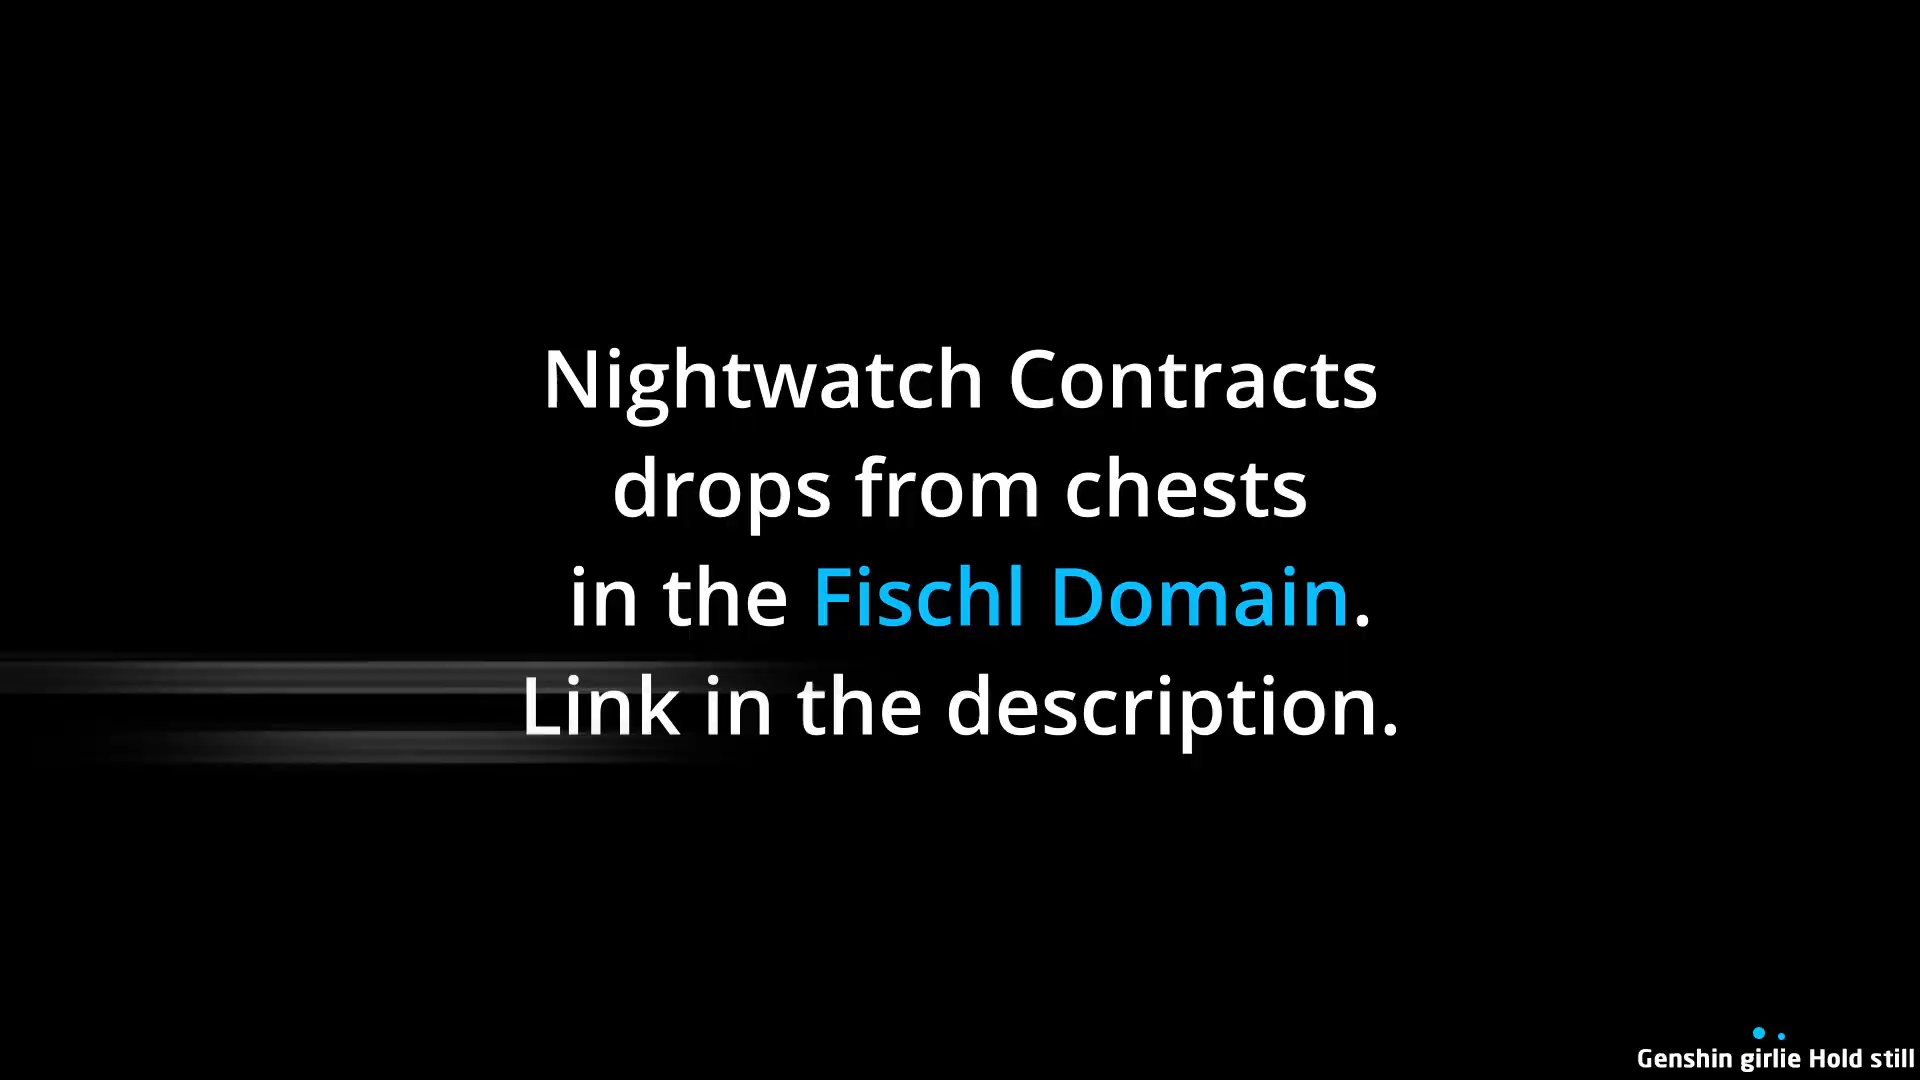 Nightwatch Contracts
drops from chests
in the Fischl Domain.
Link in the description.
Genshin girlie Hold still